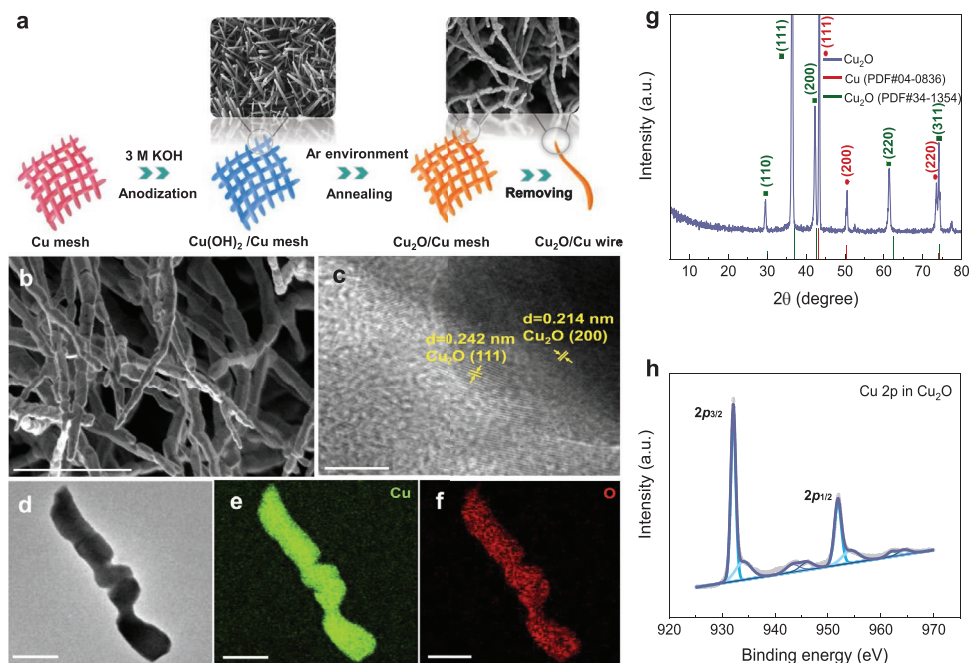 a
3 M KOH
Anodization
Ar environment
Annealing
Removing
Cu mesh
Cu(OH)₂ /Cu mesh
Cu₂O/Cu mesh
Cu₂O/Cu wire
b
c
d=0.242 nm
Cu₂O (111)
d=0.214 nm
Cu₂O (200)
d
e
Cu
f
O
g
Intensity (a.u.)
(110)
(111)
(200)
(111)
(200)
(220)
(220)
(311)
Cu₂O
Cu (PDF#04-0836)
Cu₂O (PDF#34-1354)
10 20 30 40 50 60 70 80
2θ (degree)
h
Cu 2p in Cu₂O
2p3/2
2p1/2
Intensity (a.u.)
920 930 940 950 960 970
Binding energy (eV)